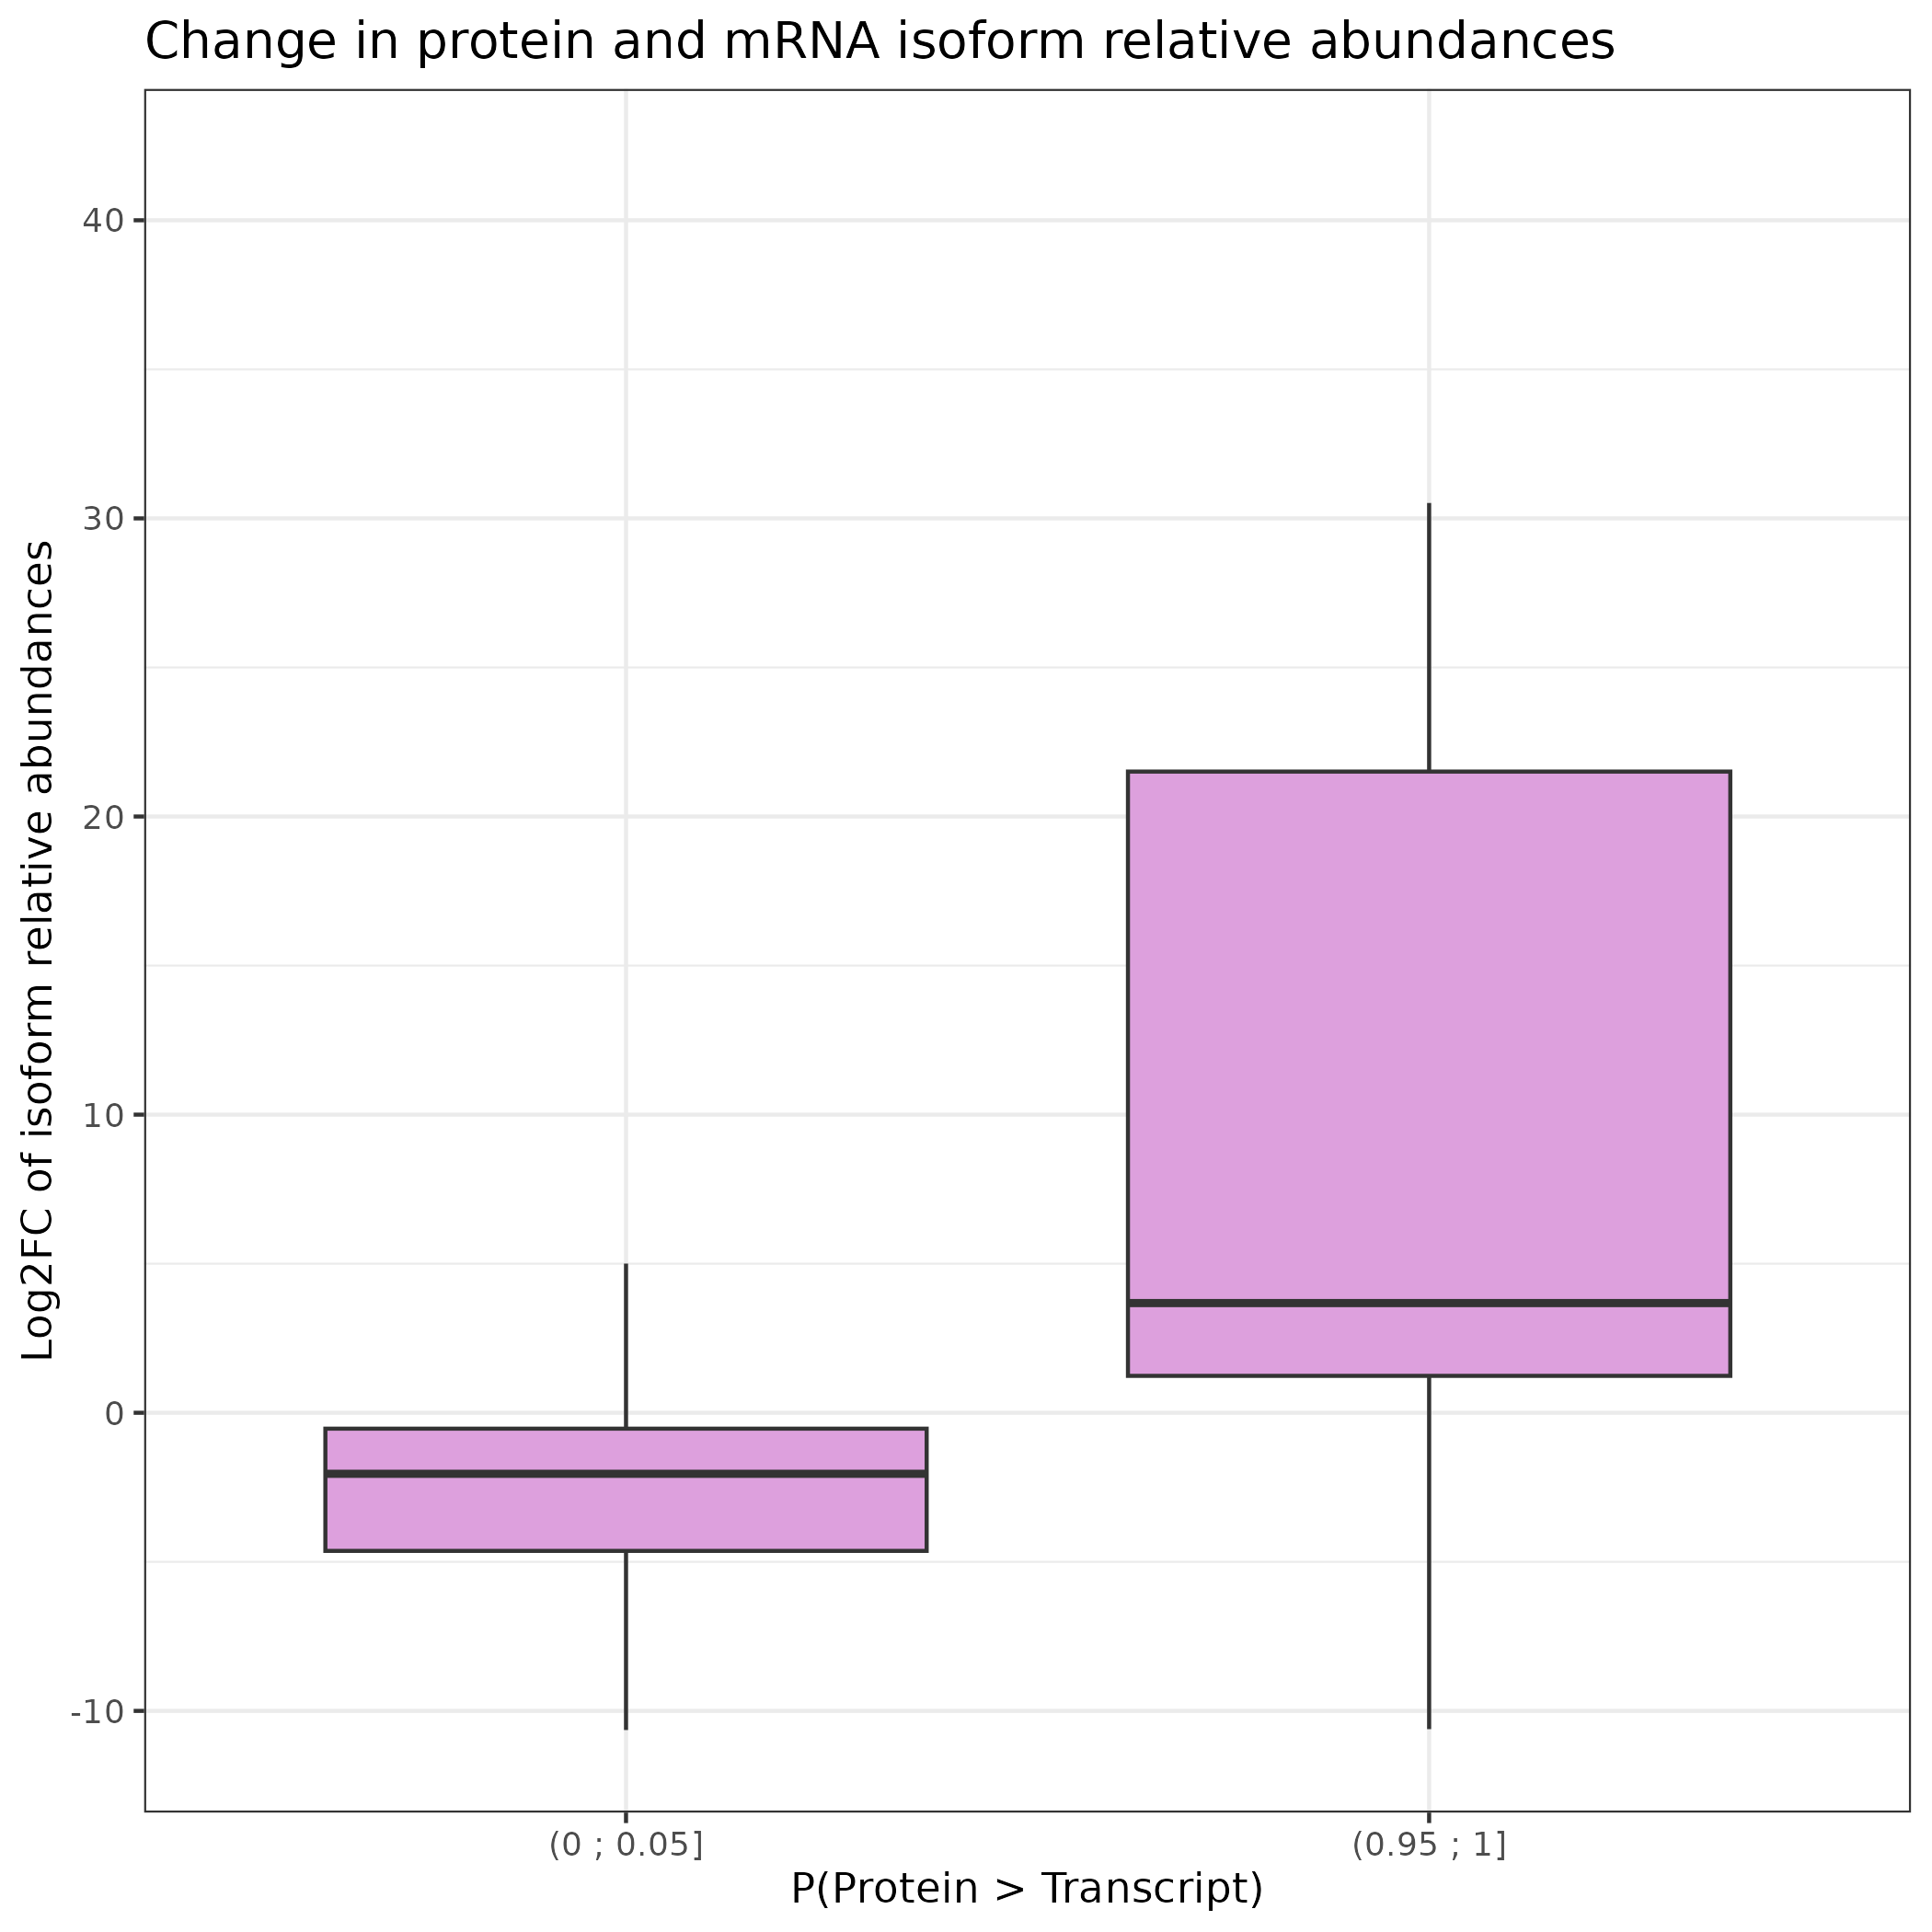 Change in protein and mRNA isoform relative abundances
Log2FC of isoform relative abundances
40
30
20
10
0
-10
(0 ; 0.05]
(0.95 ; 1]
P(Protein > Transcript)